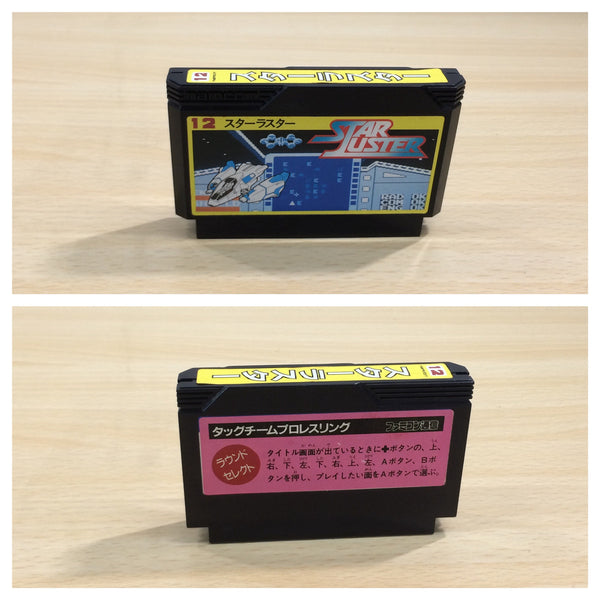 12 スターラスター
namcot
12 スターラスター
STAR
LUSTER
スターラスター 12
タッグチームプロレスリング
ファミコン通信
ラウンド
セレクト
タイトル画面が出ているときに✚ボタンの、上、
右、下、左、下、右、上、左、Aボタン、Bボ
タンを押し、プレイしたい面をAボタンで選ぶ。